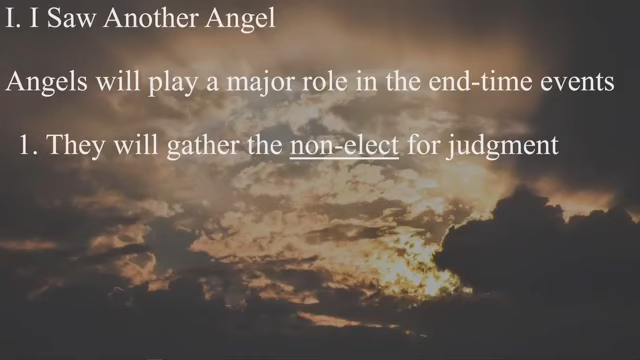 I. I Saw Another Angel
Angels will play a major role in the end-time events
1. They will gather the non-elect for judgment